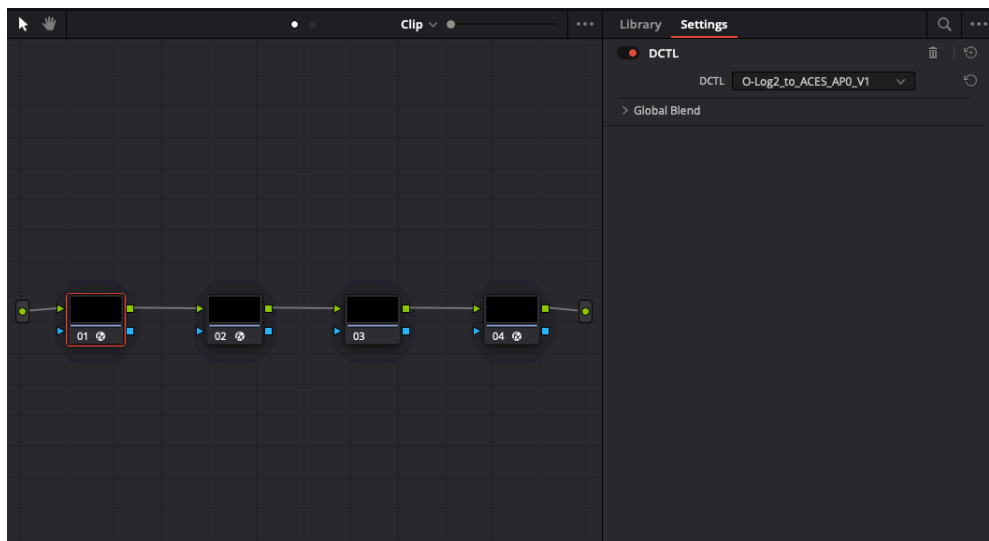 Clip
Library Settings
DCTL
DCTL O-Log2_to_ACES_AP0_V1
Global Blend
01
02
03
04